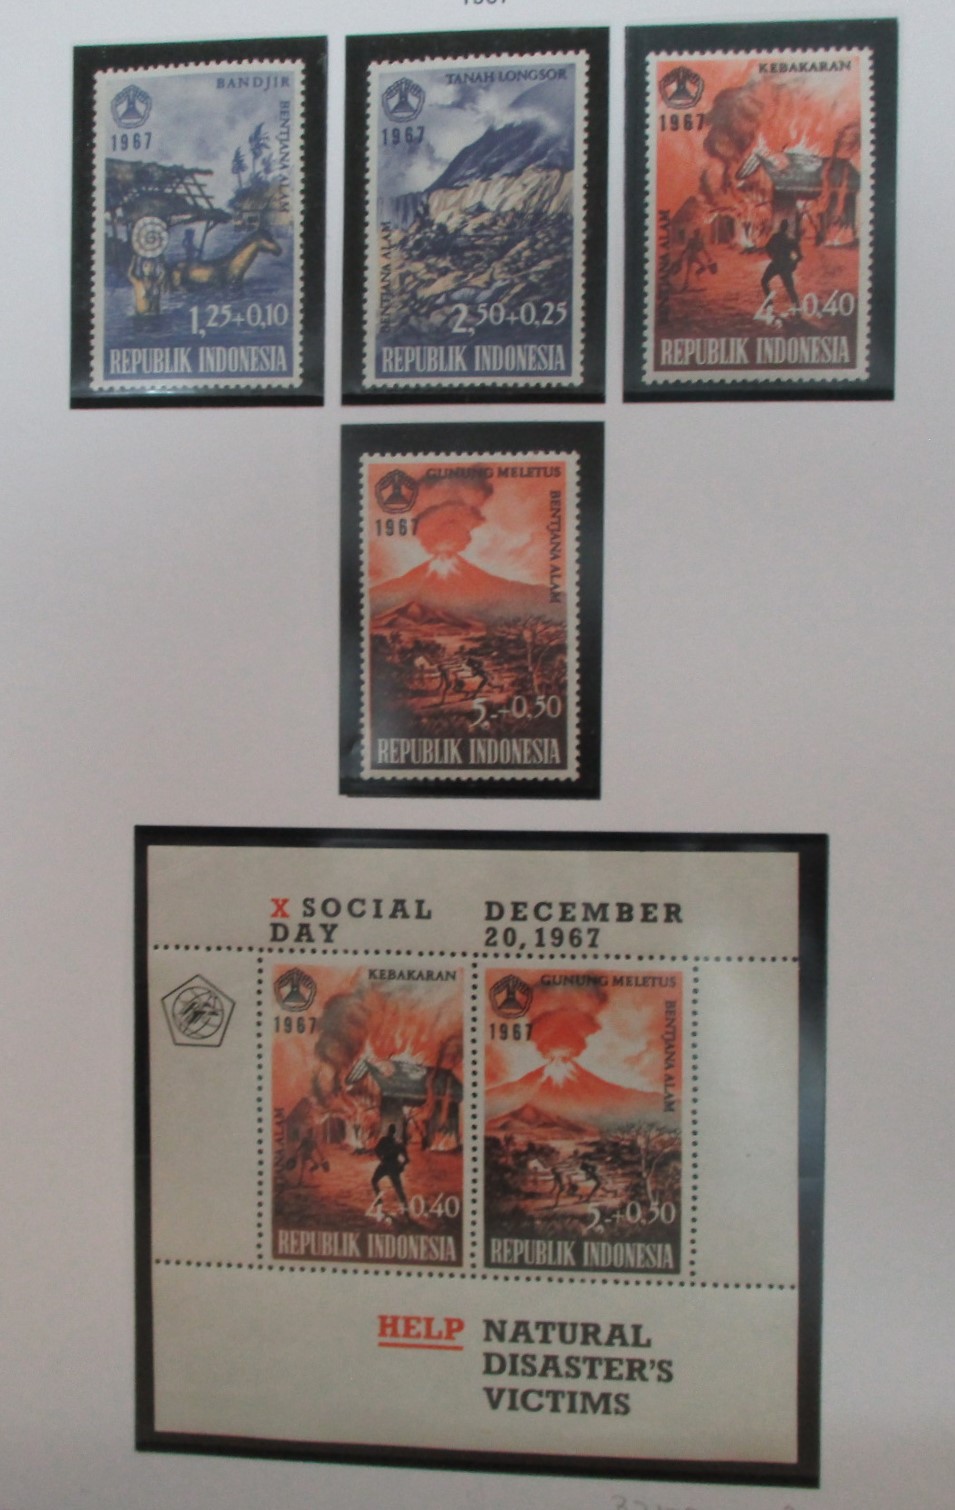 1967
BANDJIR
BENTJANA ALAM
1967
1,25+0,10
REPUBLIK INDONESIA
TANAH LONGSOR
1967
BENTJANA ALAM
2,50+0,25
REPUBLIK INDONESIA
KEBAKARAN
1967
BENTJANA ALAM
4,-+0,40
REPUBLIK INDONESIA
GUNUNG MELETUS
1967
BENTJANA ALAM
5,-+0,50
REPUBLIK INDONESIA
X SOCIAL DECEMBER
DAY 20,1967
KEBAKARAN
1967
BENTJANA ALAM
4,-+0,40
REPUBLIK INDONESIA
GUNUNG MELETUS
1967
BENTJANA ALAM
5,-+0,50
REPUBLIK INDONESIA
HELP NATURAL
DISASTER'S
VICTIMS